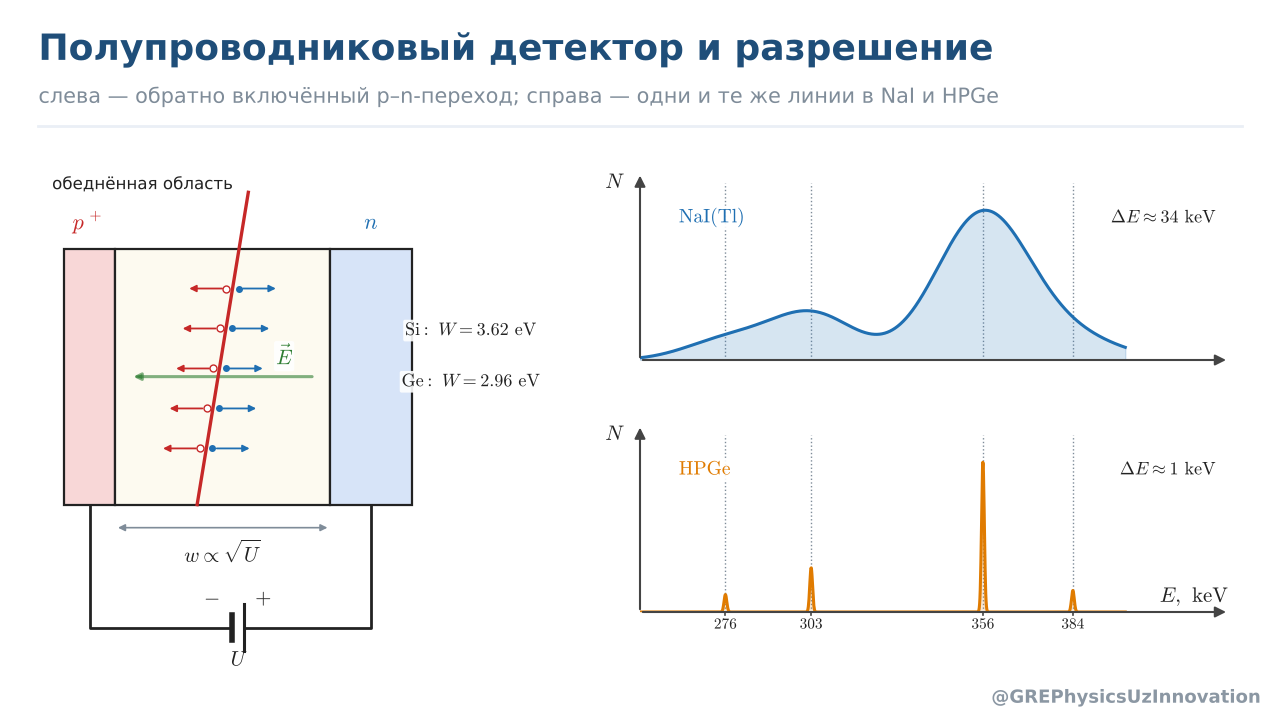 Полупроводниковый детектор и разрешение
слева — обратно включённый p–n-переход; справа — одни и те же линии в NaI и HPGe
обеднённая область
p +
n
E⃗
Si : W = 3.62 eV
Ge : W = 2.96 eV
w ∝ √U
− +
U
N
NaI(Tl)
ΔE ≈ 34 keV
N
HPGe
ΔE ≈ 1 keV
E, keV
276 303 356 384
@GREPhysicsUzInnovation